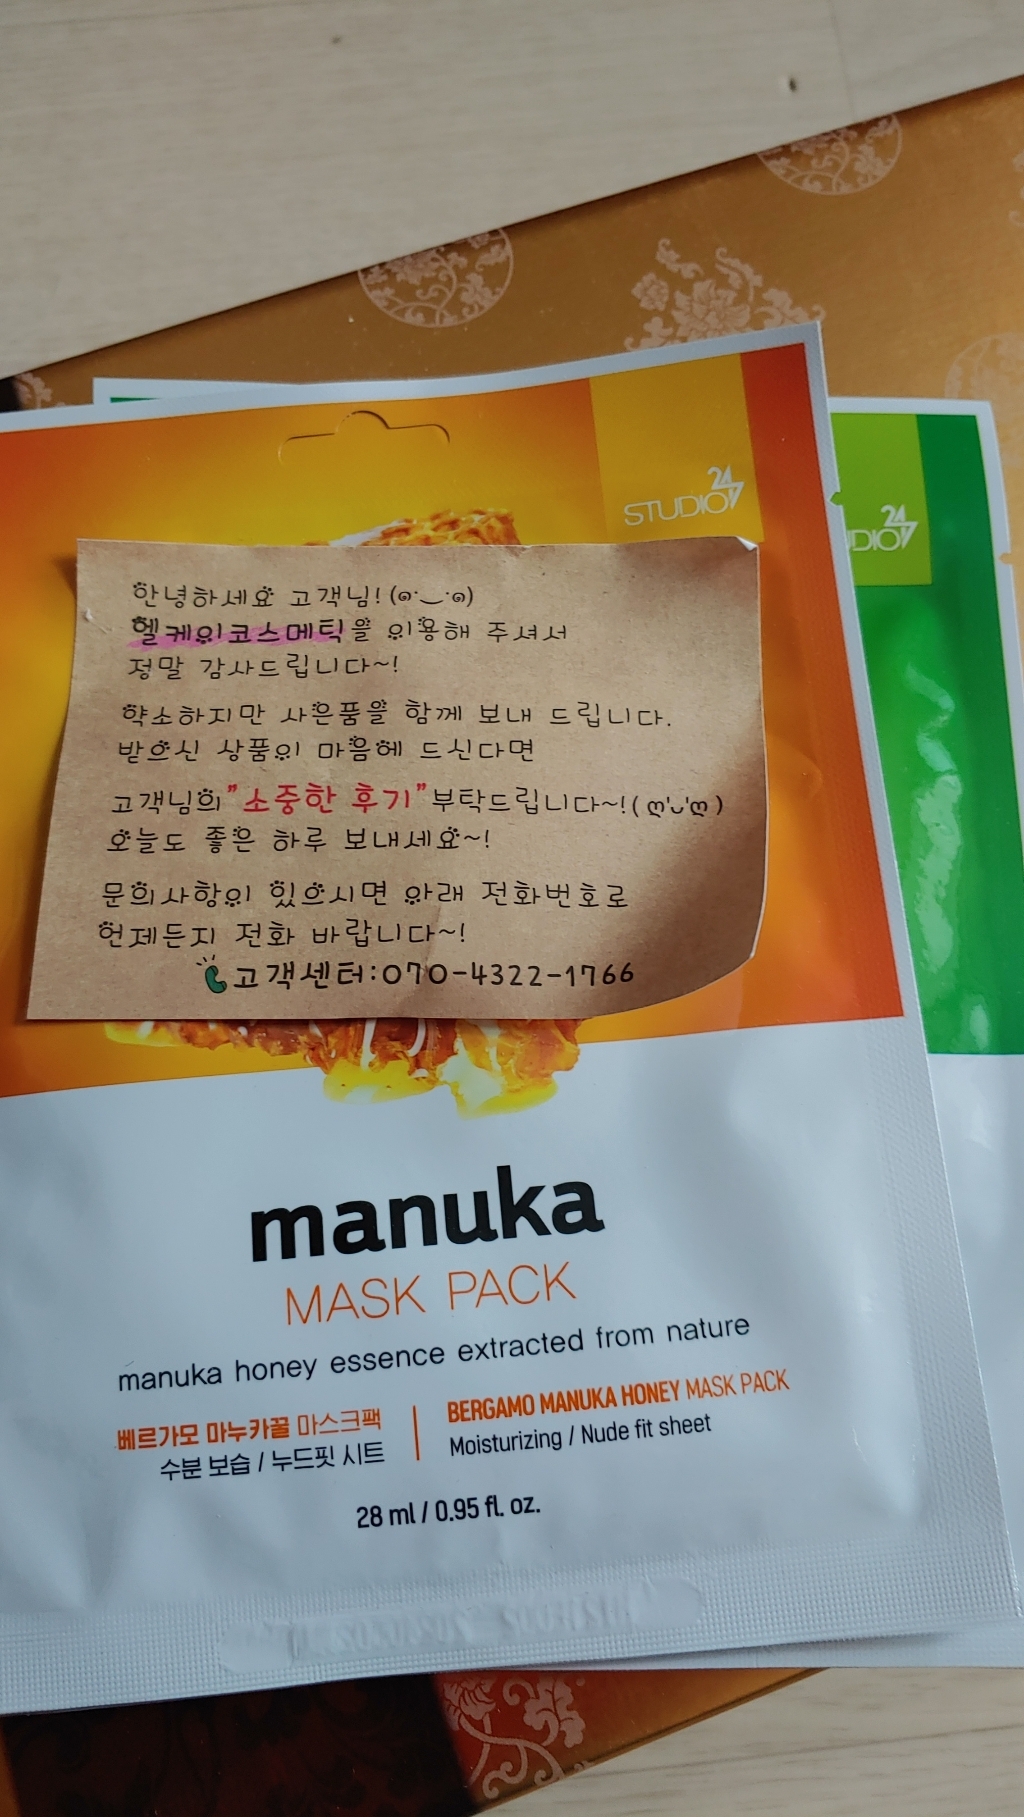 STUDIO 24 7
DIO 24 7
안녕하세요 고객님! (๑˙‿˙๑)
헬케이코스메틱을 이용해 주셔서
정말 감사드립니다~!
약소하지만 사은품을 함께 보내 드립니다.
받으신 상품이 마음에 드신다면
고객님의 "소중한 후기" 부탁드립니다~! ( ღ'ᴗ'ღ )
오늘도 좋은 하루 보내세요~!
문의사항이 있으시면 아래 전화번호로
언제든지 전화 바랍니다~!
고객센터:070-4322-1766
manuka
MASK PACK
manuka honey essence extracted from nature
베르가모 마누카꿀 마스크팩
수분 보습 / 누드핏 시트
BERGAMO MANUKA HONEY MASK PACK
Moisturizing / Nude fit sheet
28 ml / 0.95 fl. oz.